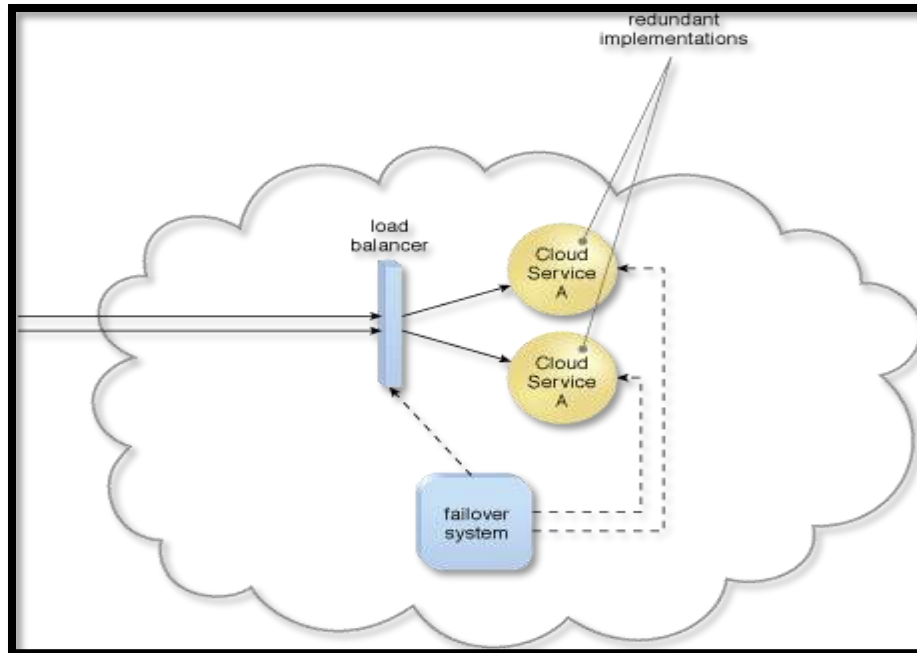 redundant
implementations
load
balancer
Cloud
Service
A
Cloud
Service
A
failover
system